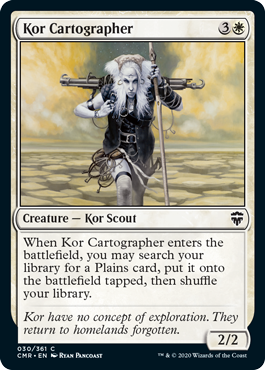 Kor Cartographer 3
Creature — Kor Scout
When Kor Cartographer enters the
battlefield, you may search your
library for a Plains card, put it onto
the battlefield tapped, then shuffle
your library.
Kor have no concept of exploration. They
return to homelands forgotten.
2/2
030/361 C
CMR • EN Ryan Pancoast ™ & © 2020 Wizards of the Coast